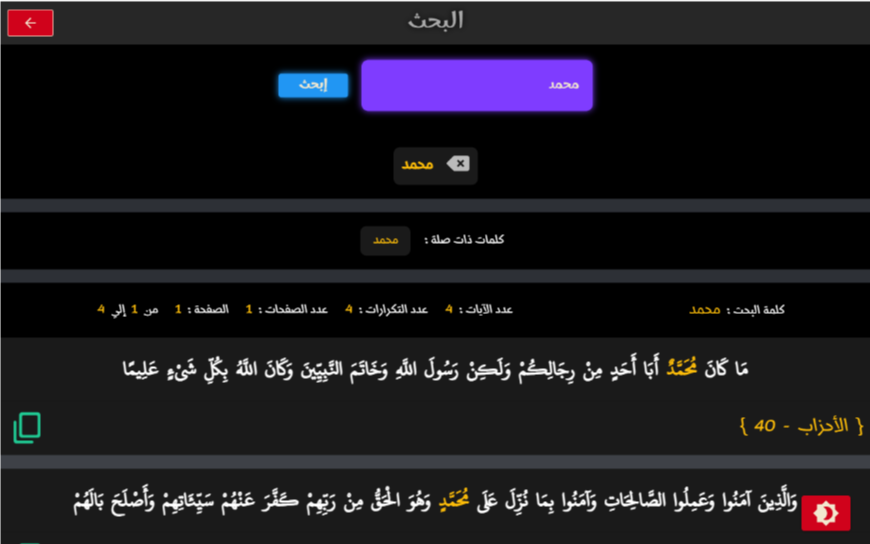 البحث
محمد
إبحث
محمد
كلمات ذات صلة : محمد
كلمة البحث : محمد عدد الآيات : 4 عدد التكرارات : 4 عدد الصفحات : 1 الصفحة : 1 من 1 إلي 4
مَا كَانَ مُحَمَّدٌ أَبَا أَحَدٍ مِنْ رِجَالِكُمْ وَلَكِنْ رَسُولَ اللَّهِ وَخَاتَمَ النَّبِيِّينَ وَكَانَ اللَّهُ بِكُلِّ شَيْءٍ عَلِيمًا
{ الأحزاب - 40 }
وَالَّذِينَ آمَنُوا وَعَمِلُوا الصَّالِحَاتِ وَآمَنُوا بِمَا نُزِّلَ عَلَى مُحَمَّدٍ وَهُوَ الْحَقُّ مِنْ رَبِّهِمْ كَفَّرَ عَنْهُمْ سَيِّئَاتِهِمْ وَأَصْلَحَ بَالَهُمْ